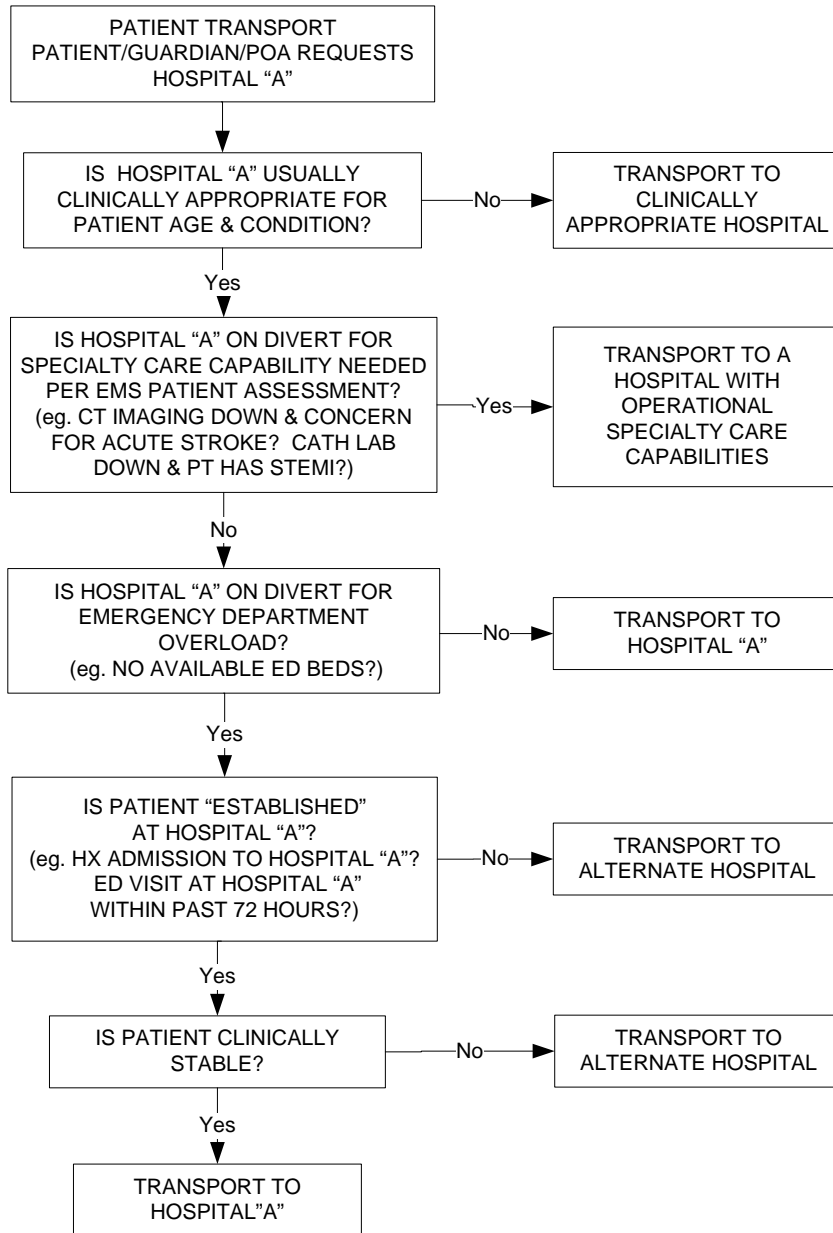 PATIENT TRANSPORT
PATIENT/GUARDIAN/POA REQUESTS
HOSPITAL “A”
IS  HOSPITAL “A” USUALLY
CLINICALLY APPROPRIATE FOR
PATIENT AGE & CONDITION?
No
TRANSPORT TO
CLINICALLY
APPROPRIATE HOSPITAL
Yes
IS HOSPITAL “A” ON DIVERT FOR
SPECIALTY CARE CAPABILITY NEEDED
PER EMS PATIENT ASSESSMENT?
(eg. CT IMAGING DOWN & CONCERN
FOR ACUTE STROKE?  CATH LAB
DOWN & PT HAS STEMI?)
Yes
TRANSPORT TO A
HOSPITAL WITH
OPERATIONAL
SPECIALTY CARE
CAPABILITIES
No
IS HOSPITAL “A” ON DIVERT FOR
EMERGENCY DEPARTMENT
OVERLOAD?
(eg. NO AVAILABLE ED BEDS?)
No
TRANSPORT TO
HOSPITAL “A”
Yes
IS PATIENT “ESTABLISHED”
AT HOSPITAL “A”?
(eg. HX ADMISSION TO HOSPITAL “A”?
ED VISIT AT HOSPITAL “A”
WITHIN PAST 72 HOURS?)
No
TRANSPORT TO
ALTERNATE HOSPITAL
Yes
IS PATIENT CLINICALLY
STABLE?
No
TRANSPORT TO
ALTERNATE HOSPITAL
Yes
TRANSPORT TO
HOSPITAL”A”